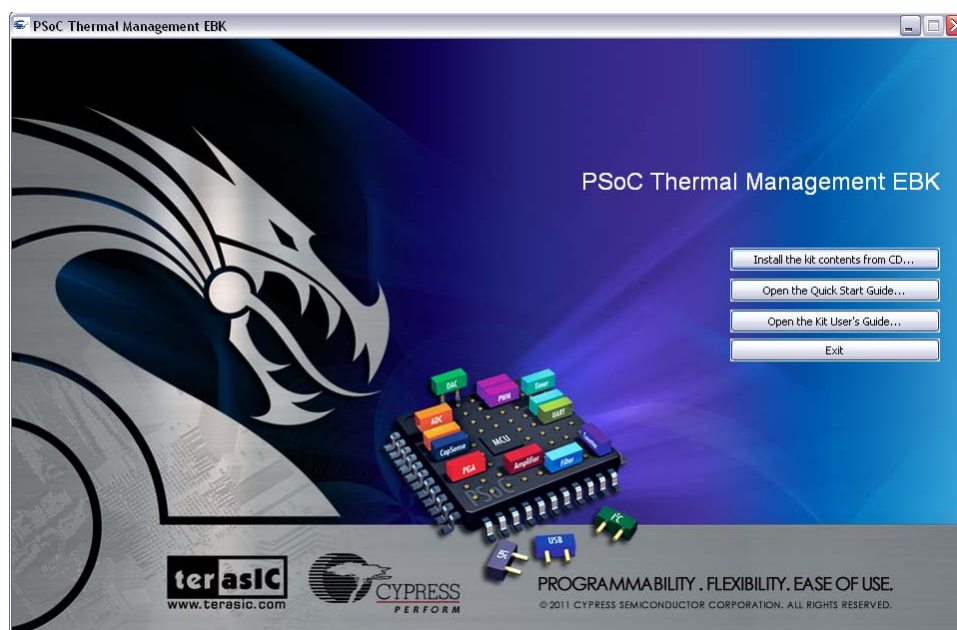 PSoC Thermal Management EBK
PSoC Thermal Management EBK
Install the kit contents from CD...
Open the Quick Start Guide...
Open the Kit User's Guide...
Exit
DAC
PWM
Timer
ADC
UART
CapSense
MCU
PGA
Amplifier
Filter
PSoC
I²C
USB
terasIC
www.terasic.com
CYPRESS
PERFORM
PROGRAMMABILITY . FLEXIBILITY. EASE OF USE.
© 2011 CYPRESS SEMICONDUCTOR CORPORATION. ALL RIGHTS RESERVED.